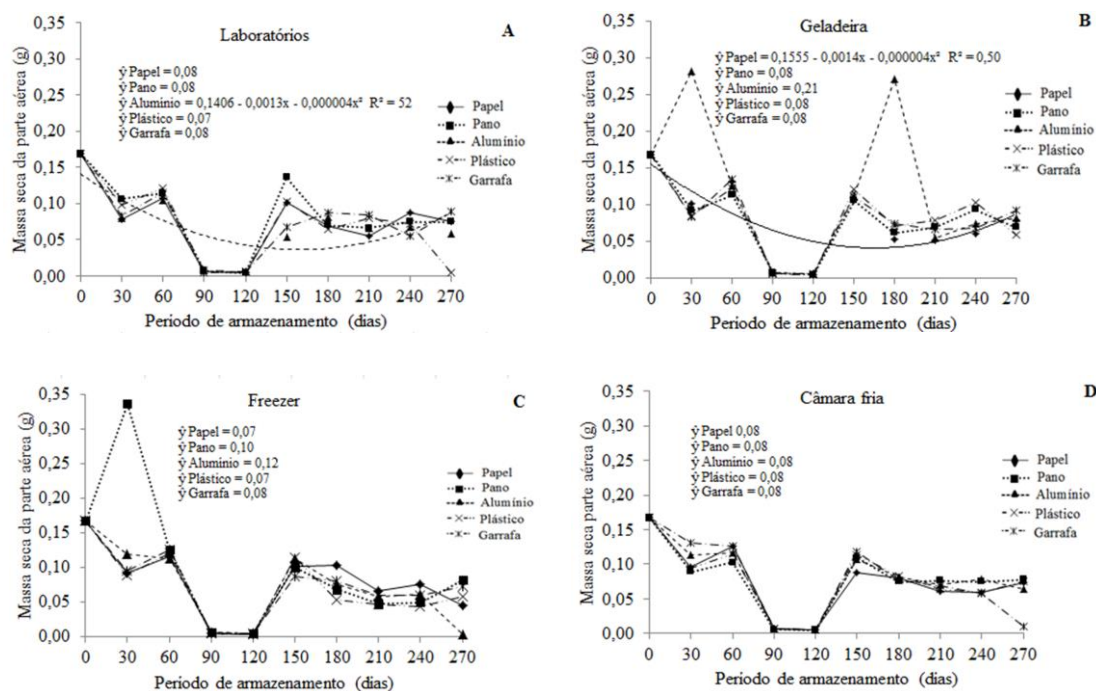 Laboratórios
A
ŷ Papel = 0,08
ŷ Pano = 0,08
ŷ Aluminio = 0,1406 - 0,0013x - 0,000004x² R² = 52
ŷ Plástico = 0,07
ŷ Garrafa = 0,08
Papel
Pano
Alumínio
Plástico
Garrafa
Massa seca da parte aérea (g)
0,35
0,30
0,25
0,20
0,15
0,10
0,05
0,00
0 30 60 90 120 150 180 210 240 270
Periodo de armazenamento (dias)
Geladeira
B
ŷ Papel = 0,1555 - 0,0014x - 0,000004x² R² = 0,50
ŷ Pano = 0,08
ŷ Aluminio = 0,21
ŷ Plástico = 0,08
ŷ Garrafa = 0,08
Papel
Pano
Alumínio
Plástico
Garrafa
Massa seca da parte aérea (g)
0,35
0,30
0,25
0,20
0,15
0,10
0,05
0,00
0 30 60 90 120 150 180 210 240 270
Periodo de armazenamento (dias)
Freezer
C
ŷ Papel = 0,07
ŷ Pano = 0,10
ŷ Aluminio = 0,12
ŷ Plástico = 0,07
ŷ Garrafa = 0,08
Papel
Pano
Alumínio
Plástico
Garrafa
Massa seca da parte aérea (g)
0,35
0,30
0,25
0,20
0,15
0,10
0,05
0,00
0 30 60 90 120 150 180 210 240 270
Periodo de armazenamento (dias)
Câmara fria
D
ŷ Papel 0,08
ŷ Pano = 0,08
ŷ Aluminio = 0,08
ŷ Plástico = 0,08
ŷ Garrafa = 0,08
Papel
Pano
Alumínio
Plástico
Garrafa
Massa seca parte aérea (g)
0,35
0,30
0,25
0,20
0,15
0,10
0,05
0,00
0 30 60 90 120 150 180 210 240 270
Periodo de armazenamento (dias)